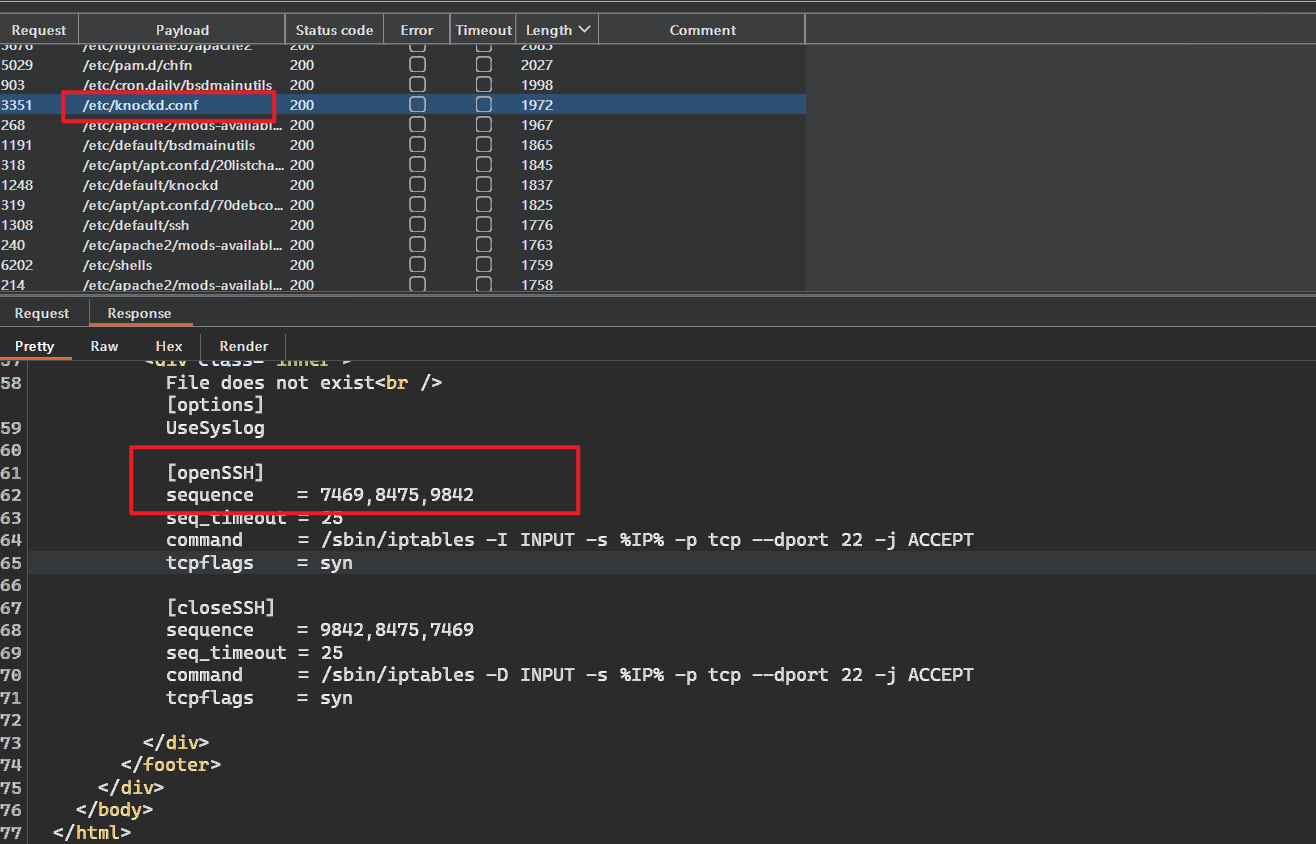 Request Payload Status code Error Timeout Length Comment
3676 /etc/logrotate.d/apache2 200 2085
5029 /etc/pam.d/chfn 200 2027
903 /etc/cron.daily/bsdmainutils 200 1998
3351 /etc/knockd.conf 200 1972
268 /etc/apache2/mods-availabl... 200 1967
1191 /etc/default/bsdmainutils 200 1865
318 /etc/apt/apt.conf.d/20listcha... 200 1845
1248 /etc/default/knockd 200 1837
319 /etc/apt/apt.conf.d/70debco... 200 1825
1308 /etc/default/ssh 200 1776
240 /etc/apache2/mods-availabl... 200 1763
6202 /etc/shells 200 1759
214 /etc/apache2/mods-availabl... 200 1758
Request Response
Pretty Raw Hex Render
57 <div class="inner">
58 File does not exist<br />
[options]
59 UseSyslog
60
61 [openSSH]
62 sequence = 7469,8475,9842
63 seq_timeout = 25
64 command = /sbin/iptables -I INPUT -s %IP% -p tcp --dport 22 -j ACCEPT
65 tcpflags = syn
66
67 [closeSSH]
68 sequence = 9842,8475,7469
69 seq_timeout = 25
70 command = /sbin/iptables -D INPUT -s %IP% -p tcp --dport 22 -j ACCEPT
71 tcpflags = syn
72
73 </div>
74 </footer>
75 </div>
76 </body>
77 </html>